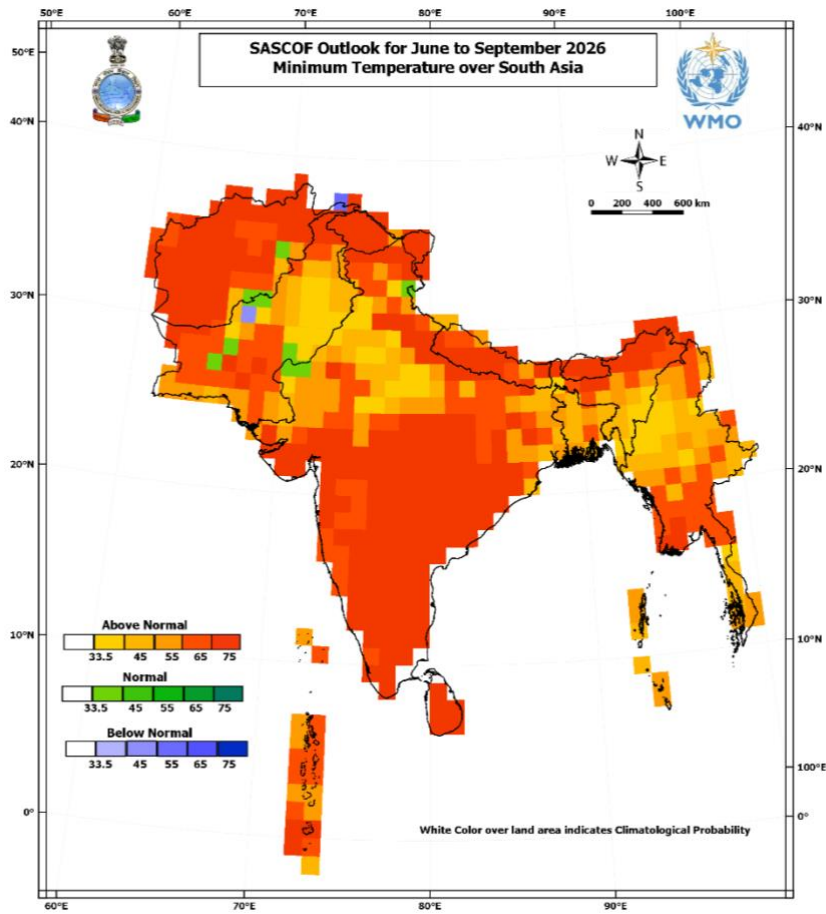 50°E 60°E 70°E 80°E 90°E 100°E
SASCOF Outlook for June to September 2026
Minimum Temperature over South Asia
WMO
50°N
40°N 40°N
N
W E
S
0 200 400 600 km
30°N 30°N
20°N 20°N
Above Normal
33.5 45 55 65 75
10°N 10°N
Normal
33.5 45 55 65 75
Below Normal
33.5 45 55 65 75
100°E
0° 0°
White Color over land area indicates Climatological Probability
60°E 70°E 80°E 90°E